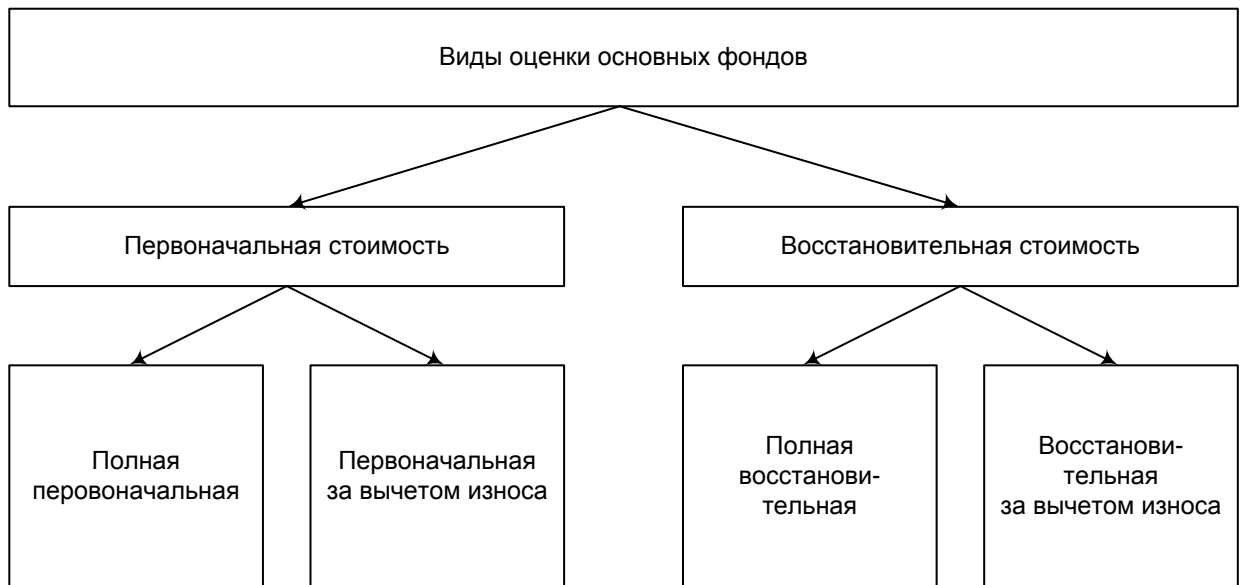 Виды оценки основных фондов
Первоначальная стоимость
Восстановительная стоимость
Полная
перовоначальная
Первоначальная
за вычетом износа
Полная
восстанови-
тельная
Восстанови-
тельная
за вычетом износа